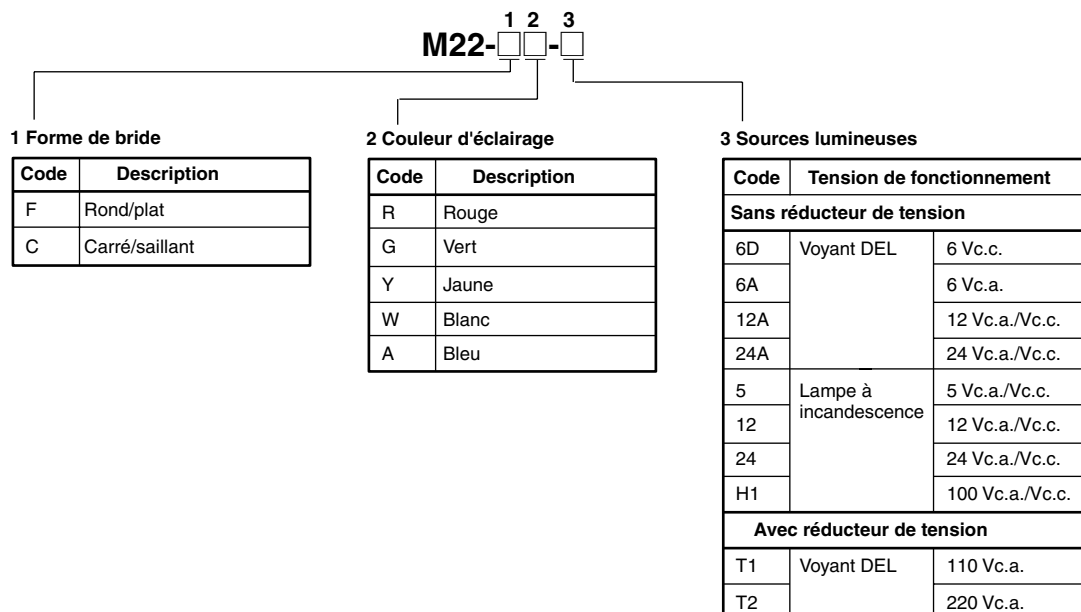 1 2 3
M22-□□-□
1 Forme de bride
Code Description
F Rond/plat
C Carré/saillant
2 Couleur d'éclairage
Code Description
R Rouge
G Vert
Y Jaune
W Blanc
A Bleu
3 Sources lumineuses
Code Tension de fonctionnement
Sans réducteur de tension
6D Voyant DEL 6 Vc.c.
6A 6 Vc.a.
12A 12 Vc.a./Vc.c.
24A 24 Vc.a./Vc.c.
5 Lampe à incandescence 5 Vc.a./Vc.c.
12 12 Vc.a./Vc.c.
24 24 Vc.a./Vc.c.
H1 100 Vc.a./Vc.c.
Avec réducteur de tension
T1 Voyant DEL 110 Vc.a.
T2 220 Vc.a.